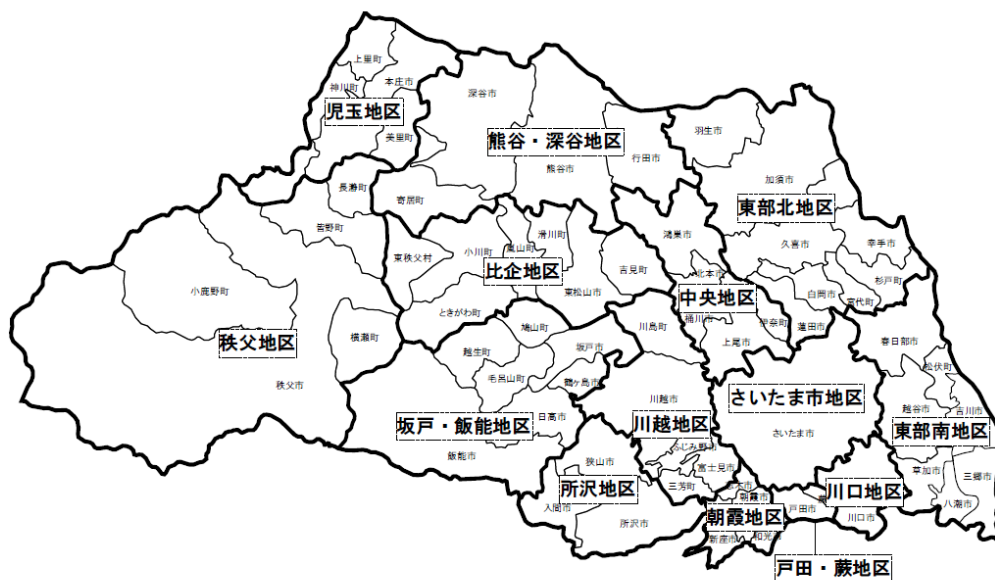 上里町
本庄市
神川町
児玉地区
美里町
深谷市
熊谷・深谷地区
熊谷市
行田市
寄居町
羽生市
加須市
東部北地区
久喜市
幸手市
杉戸町
白岡市
宮代町
蓮田市
長瀞町
皆野町
小鹿野町
秩父地区
横瀬町
秩父市
東秩父村
小川町
嵐山町
滑川町
比企地区
吉見町
東松山市
ときがわ町
鴻巣市
北本市
中央地区
桶川市
伊奈町
上尾市
川島町
鳩山町
越生町
坂戸市
毛呂山町
鶴ヶ島市
日高市
坂戸・飯能地区
飯能市
川越市
川越地区
ふじみ野市
富士見市
三芳町
さいたま市地区
さいたま市
春日部市
松伏町
越谷市
吉川市
東部南地区
草加市
三郷市
八潮市
狭山市
所沢地区
入間市
所沢市
朝霞市
朝霞地区
新座市
戸田市
川口地区
川口市
戸田・蕨地区